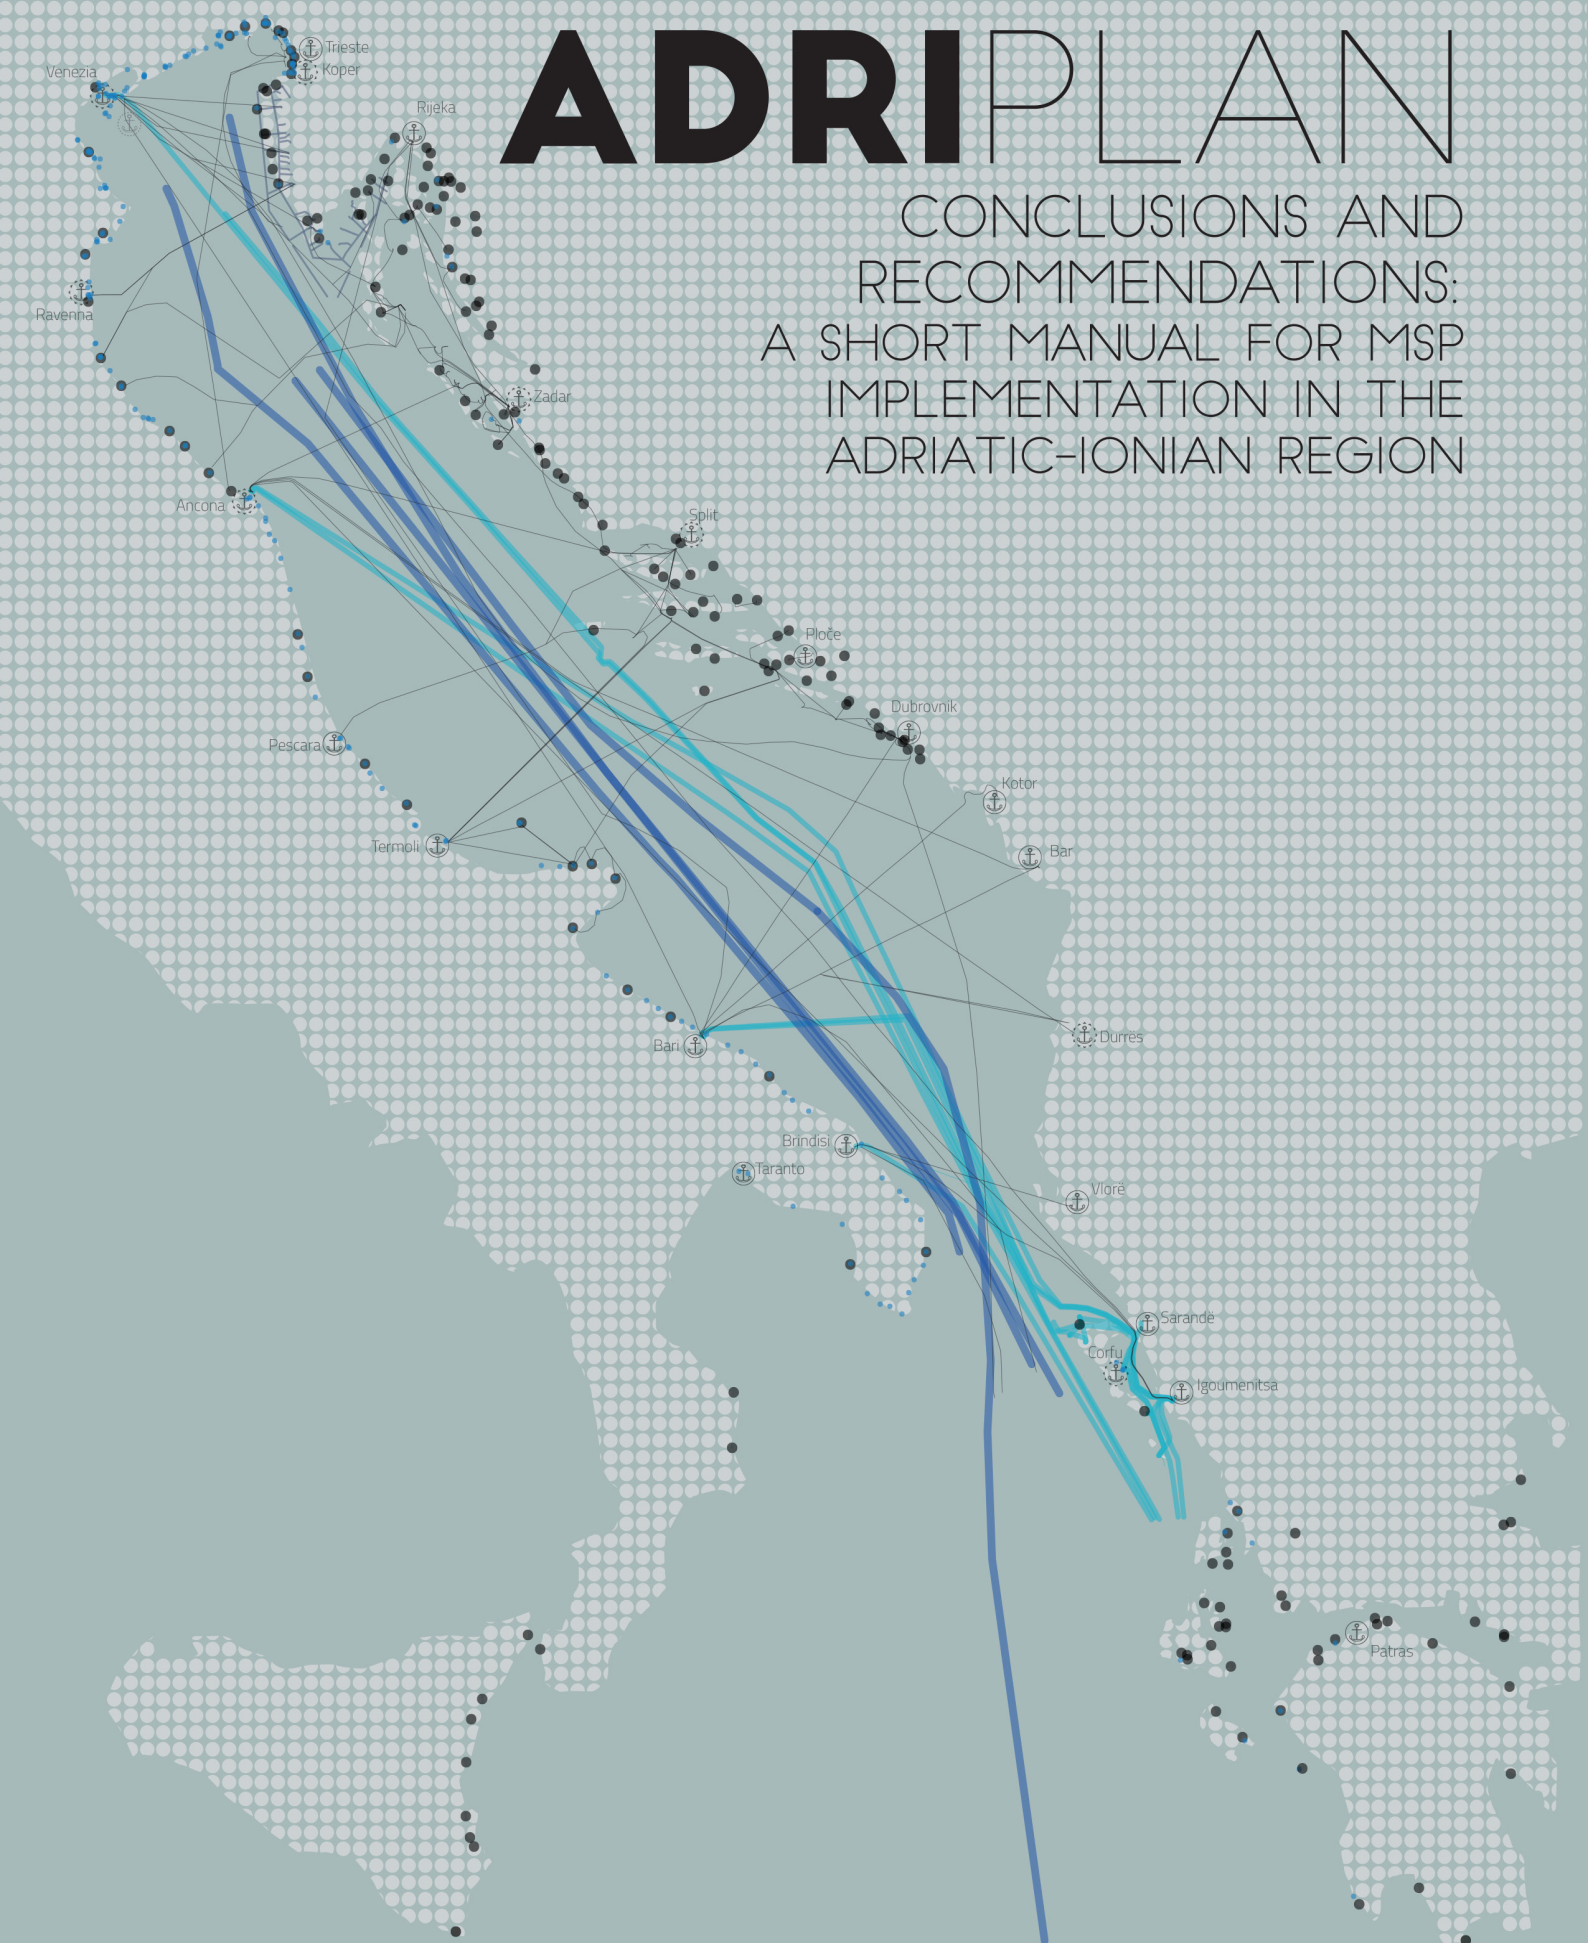 ADRIPLAN
CONCLUSIONS AND
RECOMMENDATIONS:
A SHORT MANUAL FOR MSP
IMPLEMENTATION IN THE
ADRIATIC-IONIAN REGION
Trieste
Venezia
Koper
Rijeka
Ravenna
Zadar
Ancona
Split
Ploče
Dubrovnik
Pescara
Kotor
Termoli
Bar
Bari
Durrës
Brindisi
Taranto
Vlorë
Sarandë
Corfu
Igoumenitsa
Patras